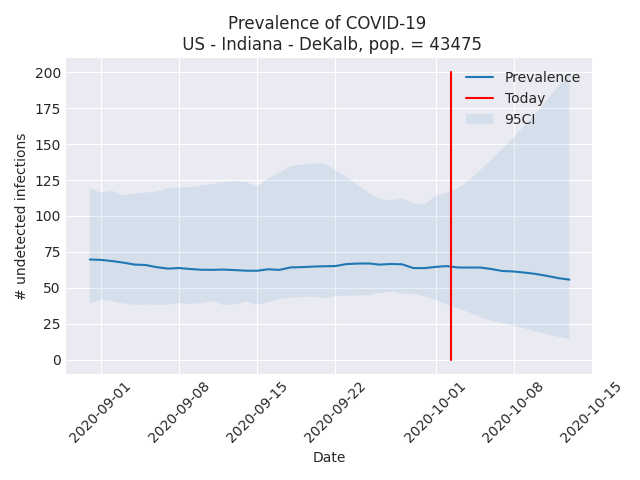 Prevalence of COVID-19
US - Indiana - DeKalb, pop. = 43475
# undetected infections
200
175
150
125
100
75
50
25
0
Prevalence
Today
95CI
2020-09-01
2020-09-08
2020-09-15
2020-09-22
2020-10-01
2020-10-08
2020-10-15
Date